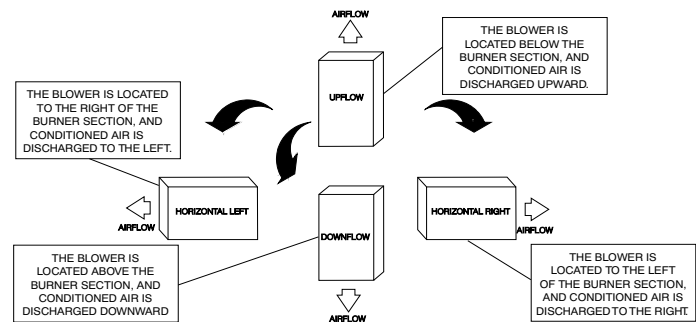 AIRFLOW
THE BLOWER IS
LOCATED BELOW THE
BURNER SECTION, AND
CONDITIONED AIR IS
DISCHARGED UPWARD.
UPFLOW
THE BLOWER IS LOCATED
TO THE RIGHT OF THE
BURNER SECTION, AND
CONDITIONED AIR IS
DISCHARGED TO THE LEFT.
HORIZONTAL LEFT
AIRFLOW
HORIZONTAL RIGHT
AIRFLOW
DOWNFLOW
THE BLOWER IS
LOCATED ABOVE THE
BURNER SECTION, AND
CONDITIONED AIR IS
DISCHARGED DOWNWARD
THE BLOWER IS
LOCATED TO THE LEFT
OF THE BURNER SECTION,
AND CONDITIONED AIR IS
DISCHARGED TO THE RIGHT.
AIRFLOW